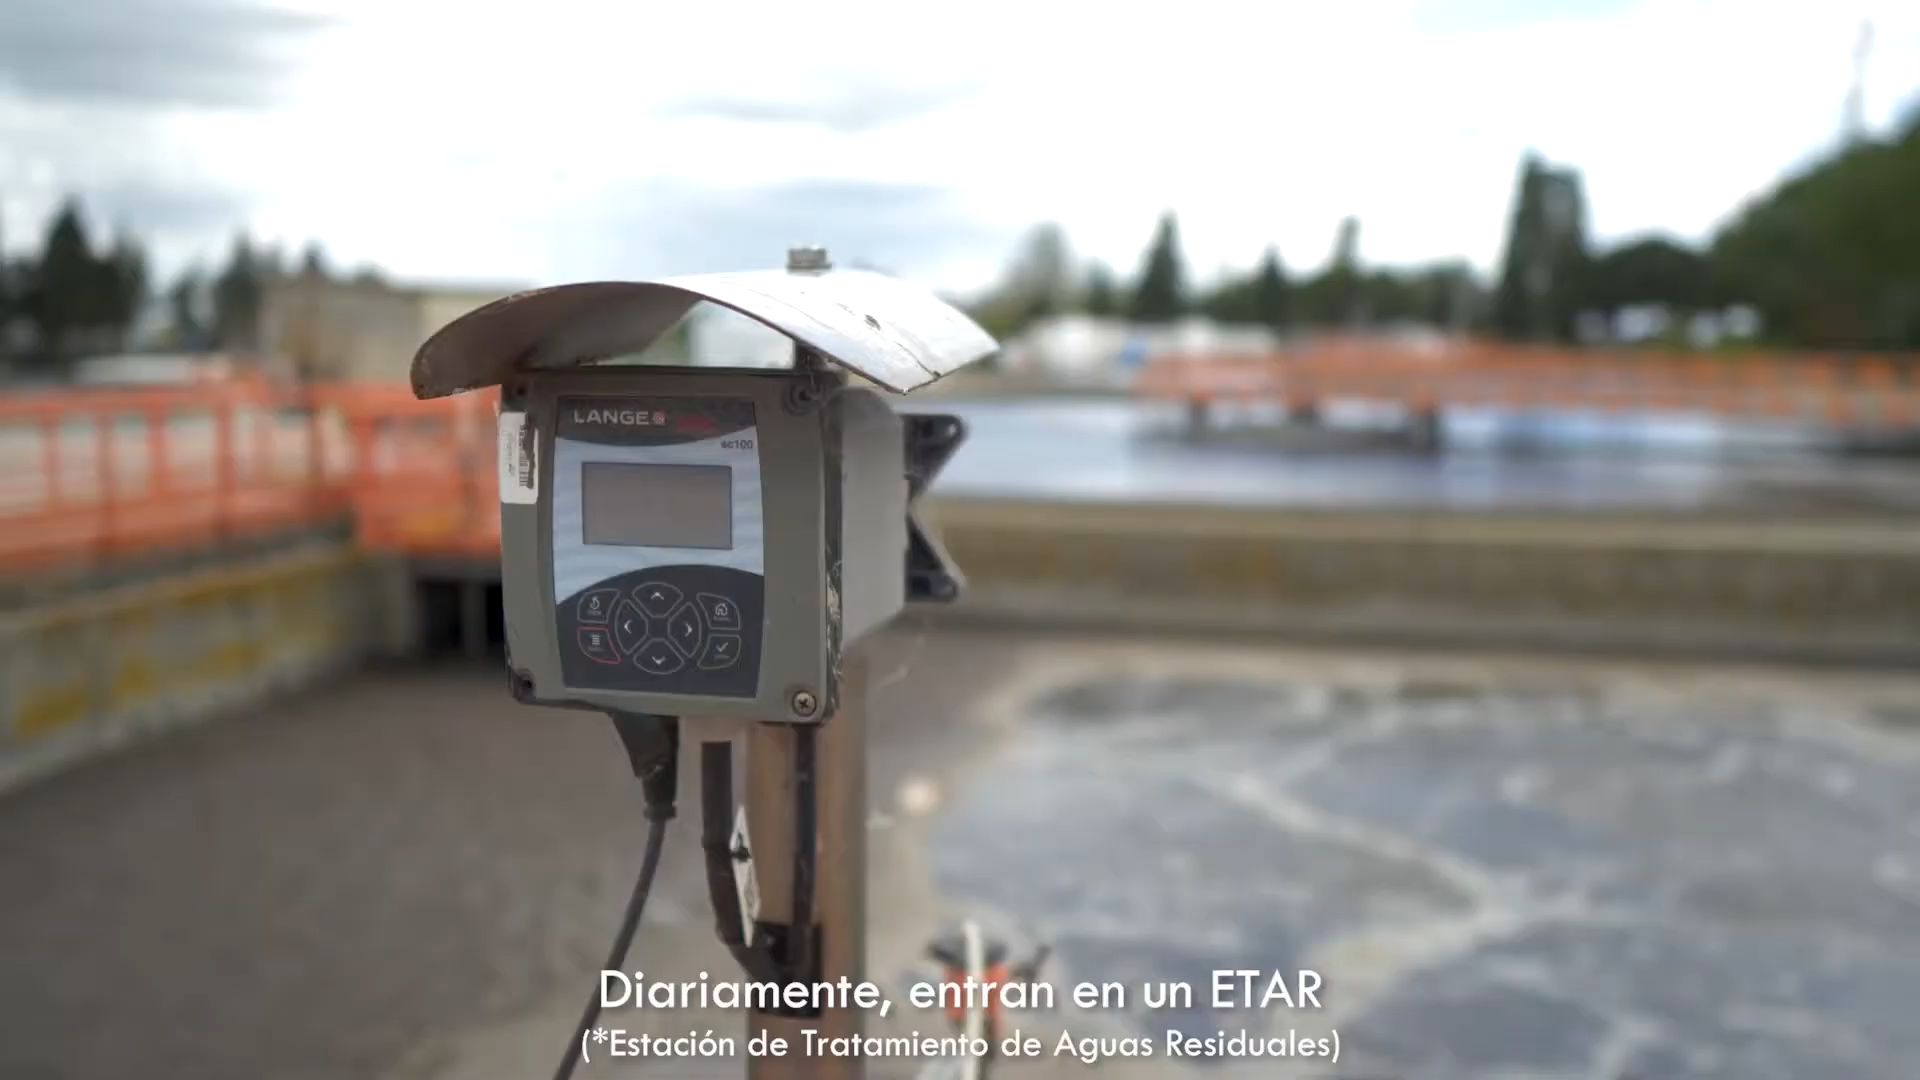 LANGE
sc100
Diariamente, entran en un ETAR
(*Estación de Tratamiento de Aguas Residuales)